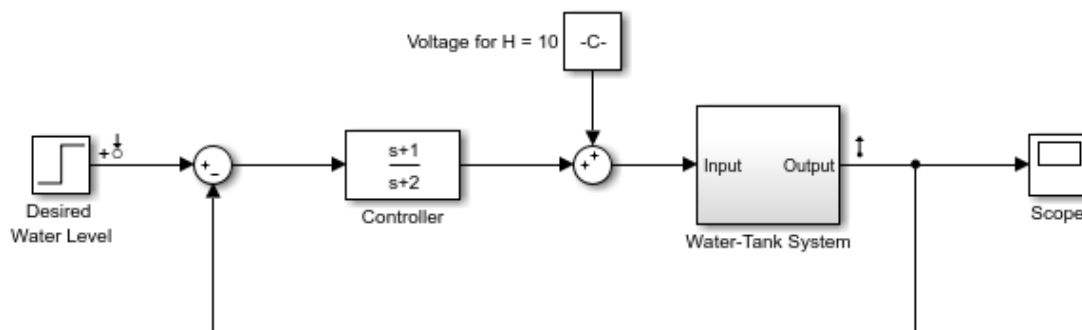 Voltage for H = 10
-C-
Desired
Water Level
+
+
-
s+1
s+2
Controller
+
+
Input
Output
Water-Tank System
Scope